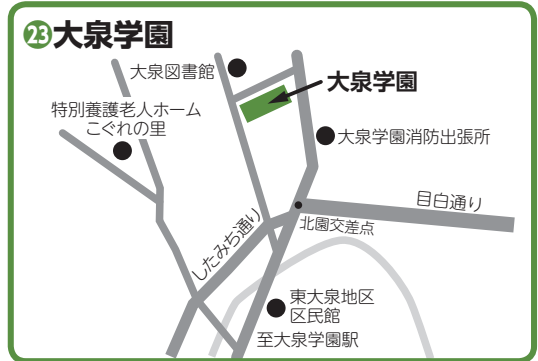 ㉓大泉学園
大泉図書館
大泉学園
特別養護老人ホーム
こぐれの里
大泉学園消防出張所
目白通り
北園交差点
したみち通り
東大泉地区
区民館
至大泉学園駅